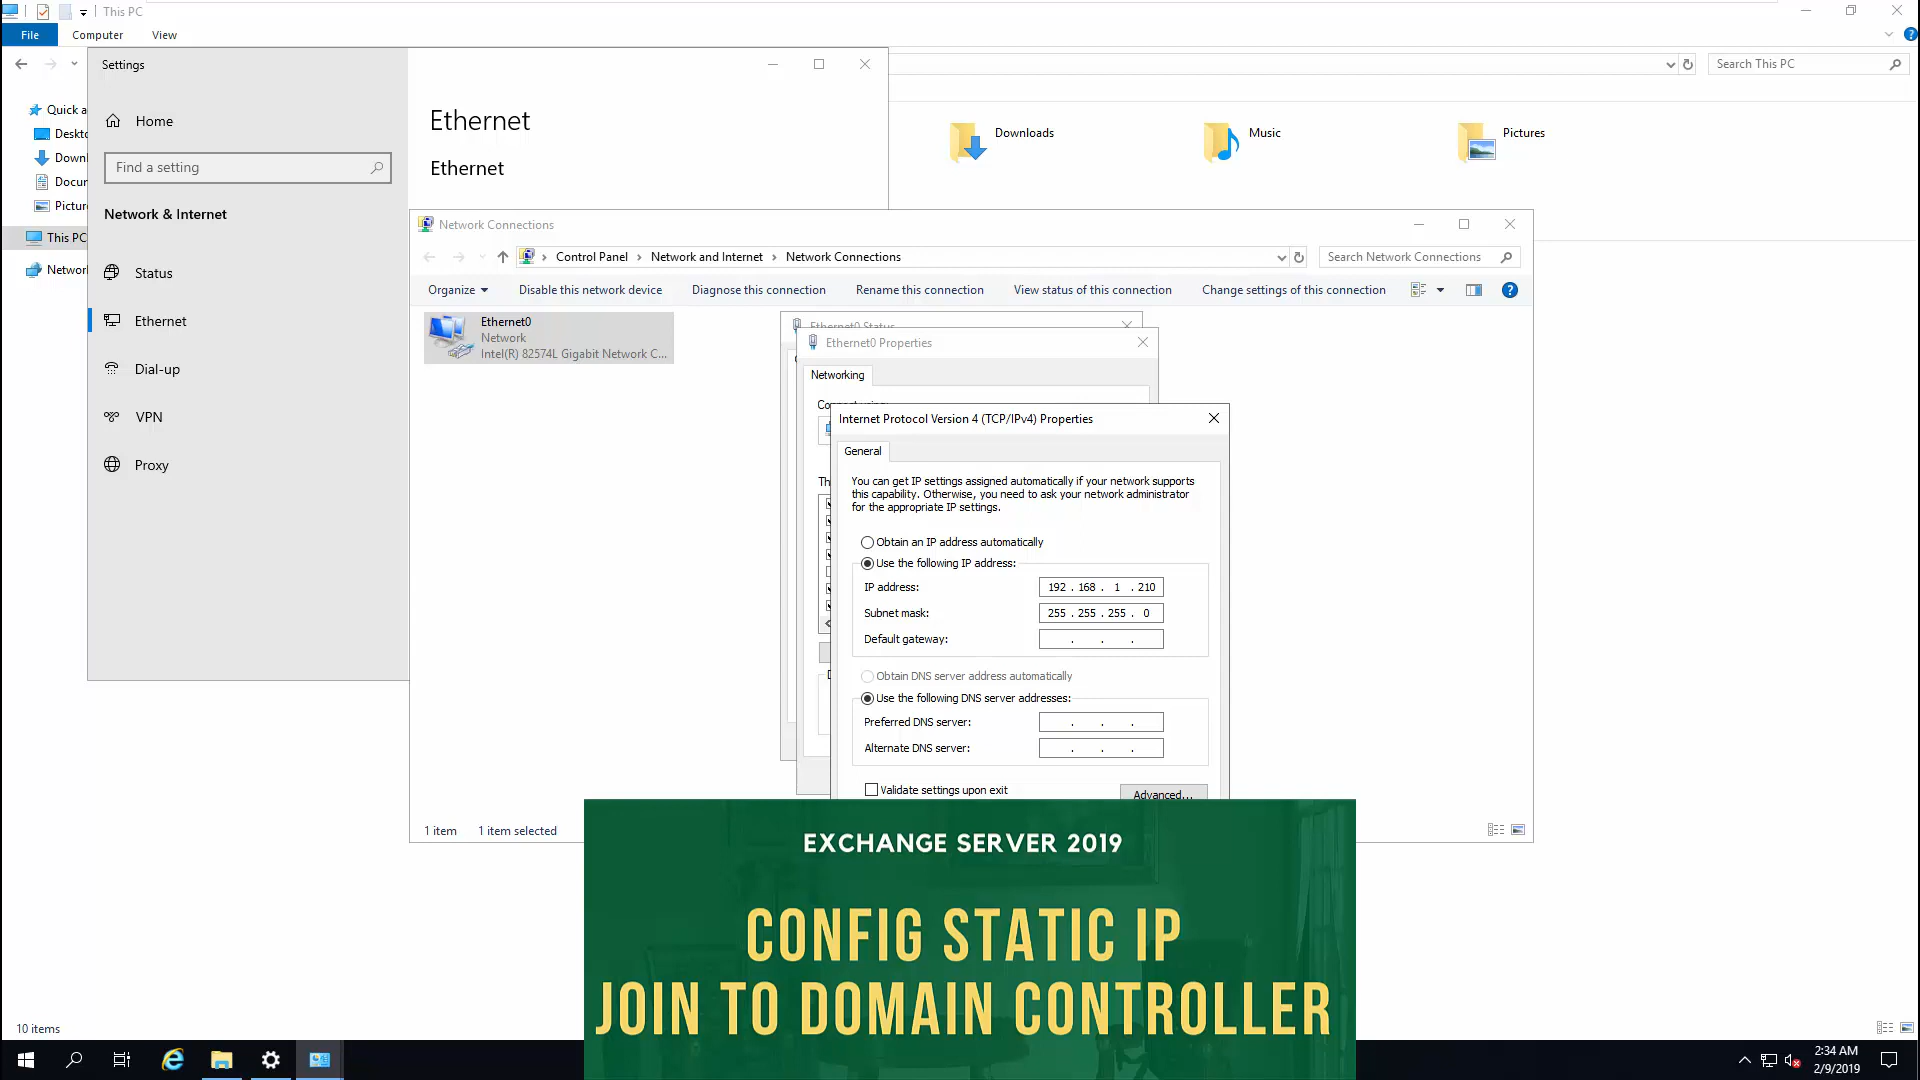 This PC
File
Computer
View
Settings
Search This PC
Home
Find a setting
Network & Internet
Status
Ethernet
Dial-up
VPN
Proxy
Ethernet
Ethernet
Downloads
Music
Pictures
This PC
Network Connections
Control Panel > Network and Internet > Network Connections
Search Network Connections
Organize
Disable this network device
Diagnose this connection
Rename this connection
View status of this connection
Change settings of this connection
Ethernet0
Network
Intel(R) 82574L Gigabit Network C...
Ethernet0 Status
Ethernet0 Properties
Networking
Internet Protocol Version 4 (TCP/IPv4) Properties
General
You can get IP settings assigned automatically if your network supports
this capability. Otherwise, you need to ask your network administrator
for the appropriate IP settings.
Obtain an IP address automatically
Use the following IP address:
IP address:
192 . 168 . 1 . 210
Subnet mask:
255 . 255 . 255 . 0
Default gateway:
. . .
Obtain DNS server address automatically
Use the following DNS server addresses:
Preferred DNS server:
. . .
Alternate DNS server:
. . .
Validate settings upon exit
Advanced...
1 item
1 item selected
EXCHANGE SERVER 2019
CONFIG STATIC IP
JOIN TO DOMAIN CONTROLLER
10 items
2:34 AM
2/9/2019